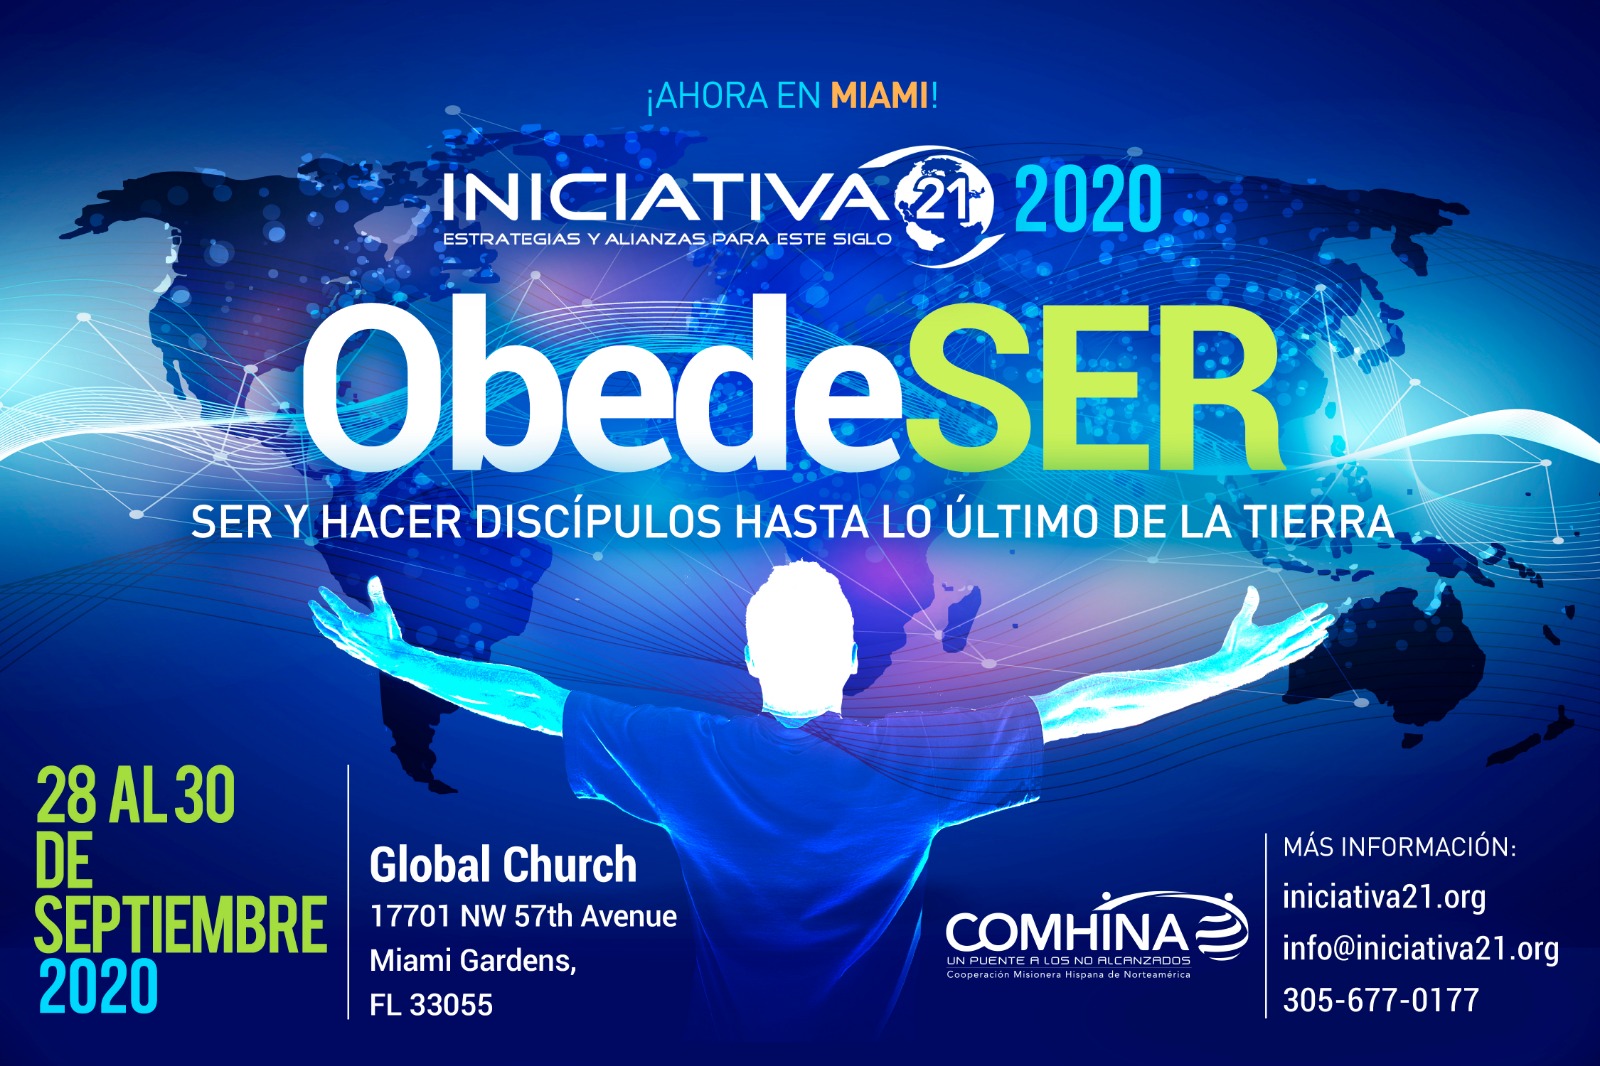 ¡AHORA EN MIAMI!
INICIATIVA 21 2020
ESTRATEGIAS Y ALIANZAS PARA ESTE SIGLO
ObedeSER
SER Y HACER DISCÍPULOS HASTA LO ÚLTIMO DE LA TIERRA
28 AL 30
DE
SEPTIEMBRE
2020
Global Church
17701 NW 57th Avenue
Miami Gardens,
FL 33055
COMHINA
UN PUENTE A LOS NO ALCANZADOS
Cooperación Misionera Hispana de Norteamérica
MÁS INFORMACIÓN:
iniciativa21.org
info@iniciativa21.org
305-677-0177